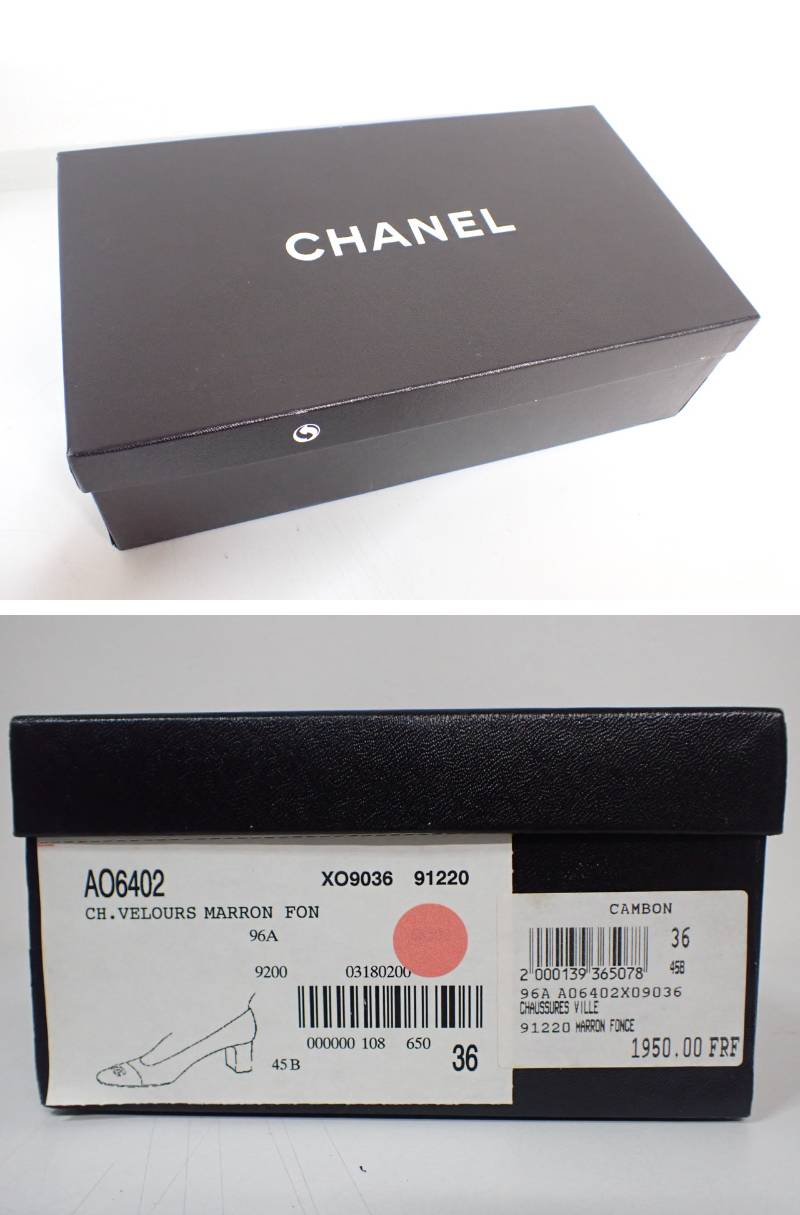 CHANEL
AO6402 XO9036 91220
CH.VELOURS MARRON FON
96A
9200 03180200
000000 108 650
45 B 36
CAMBON
36
2 000139 365078 45B
96A A06402X09036
CHAUSSURES VILLE
91220 MARRON FONCE
1950.00 FRF